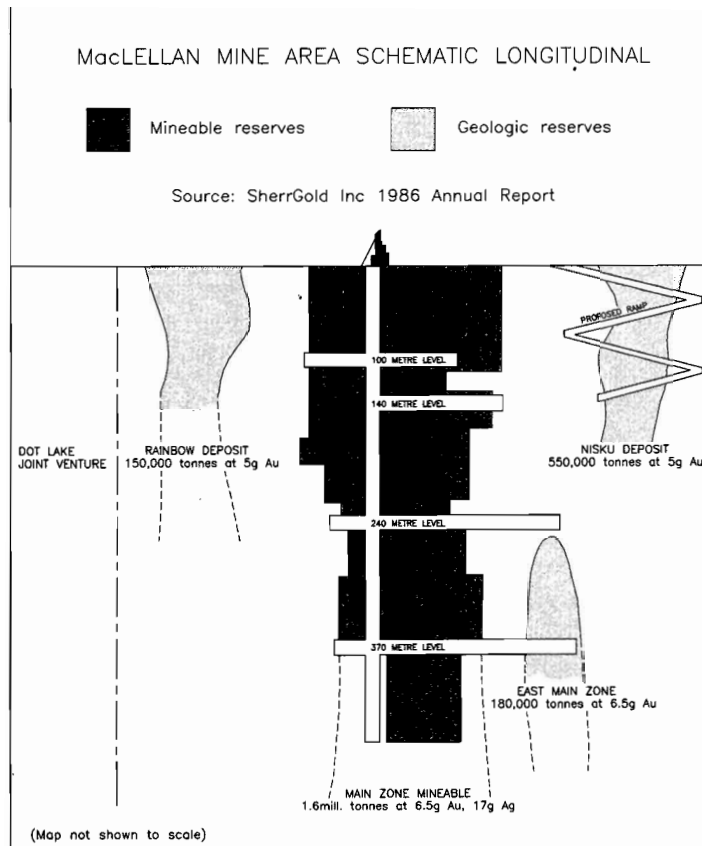 MacLELLAN MINE AREA SCHEMATIC LONGITUDINAL
Mineable reserves
Geologic reserves
Source: SherrGold Inc 1986 Annual Report
PROPOSED RAMP
100 METRE LEVEL
140 METRE LEVEL
DOT LAKE
JOINT VENTURE
RAINBOW DEPOSIT
150,000 tonnes at 5g Au
NISKU DEPOSIT
550,000 tonnes at 5g Au
240 METRE LEVEL
370 METRE LEVEL
EAST MAIN ZONE
180,000 tonnes at 6.5g Au
MAIN ZONE MINEABLE
1.6mill. tonnes at 6.5g Au, 17g Ag
(Map not shown to scale)